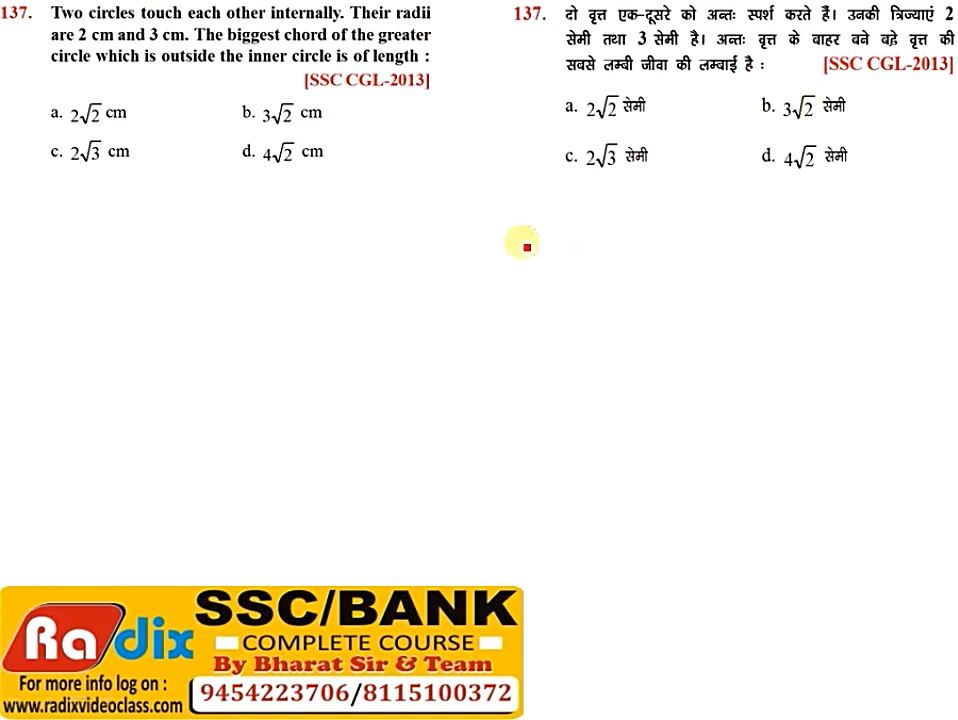 137. Two circles touch each other internally. Their radii
are 2 cm and 3 cm. The biggest chord of the greater
circle which is outside the inner circle is of length :
[SSC CGL-2013]
a. 2√2 cm b. 3√2 cm
c. 2√3 cm d. 4√2 cm
137. दो वृत्त एक-दूसरे को अन्तः स्पर्श करते हैं। उनकी त्रिज्याएं 2
सेमी तथा 3 सेमी है। अन्तः वृत्त के बाहर बने बड़े वृत्त की
सबसे लम्बी जीवा की लम्बाई है : [SSC CGL-2013]
a. 2√2 सेमी b. 3√2 सेमी
c. 2√3 सेमी d. 4√2 सेमी
Radix
SSC/BANK
COMPLETE COURSE
By Bharat Sir & Team
For more info log on :
www.radixvideoclass.com
9454223706/8115100372